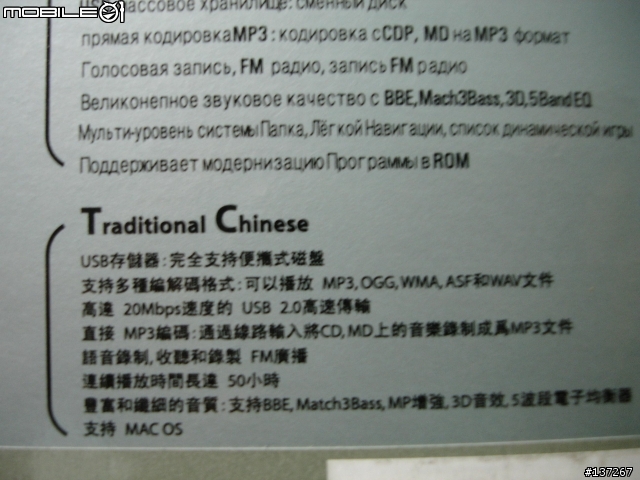 MOBILE01
USB массовое хранилище: сменный диск
прямая кодировкаMP3 : кодировка сCDP, MD на MP3 формат
Голосовая запись, FM радио, запись FM радио
Великонепное звуковое качество с BBE,Mach3Bass,3D,5BandEQ
Мульти-уровень системыПапка,Лёгкой Навигации, список динамической игры
Поддерживает модернизациюПрограммы в ROM
Traditional Chinese
USB存儲器:完全支持便攜式磁盤
支持多種編解碼格式:可以播放 MP3,OGG,WMA,ASF和WAV文件
高達 20Mbps速度的 USB 2.0高速傳輸
直接 MP3編碼:通過線路輸入將CD,MD上的音樂錄制成爲MP3文件
語音錄制,收聽和錄製 FM廣播
連續播放時間長達 50小時
豐富和纖細的音質:支持BBE,Match3Bass,MP增強,3D音效,5波段電子均衡器
支持 MAC OS
#137267